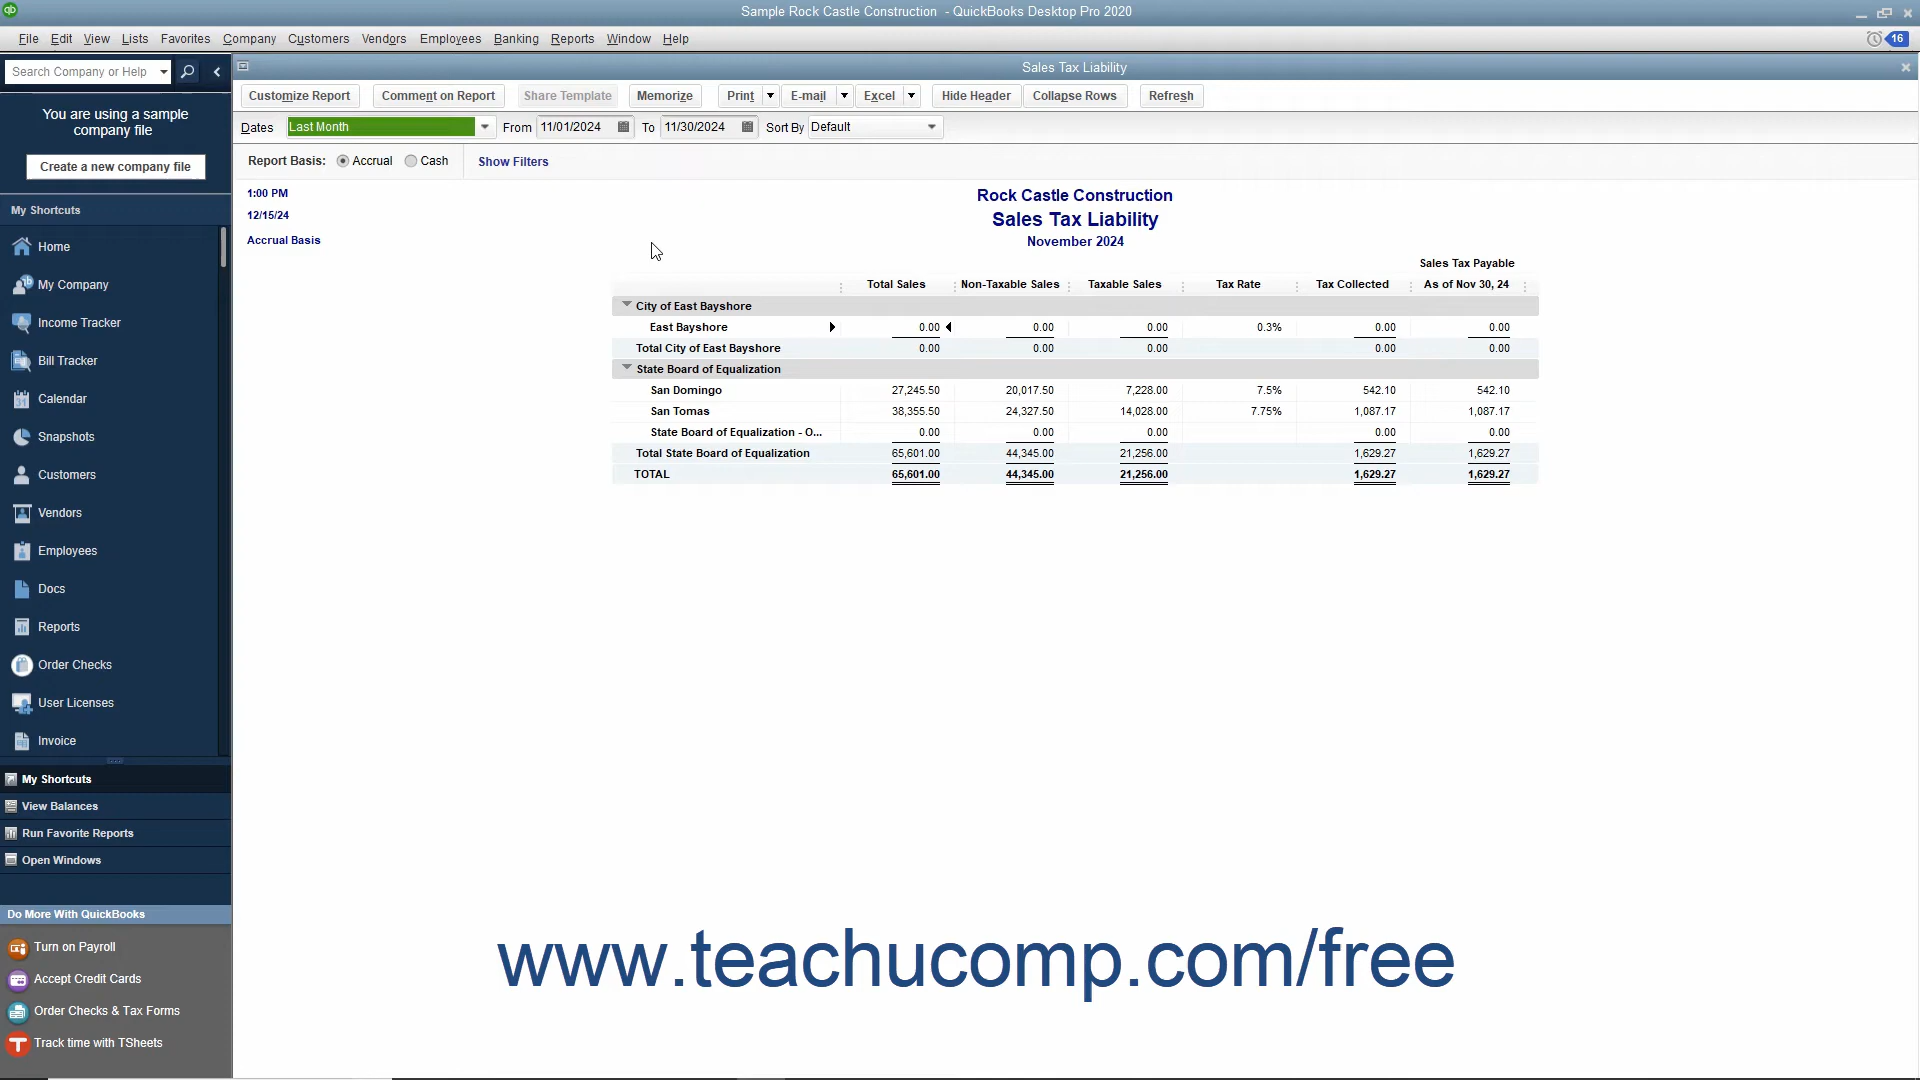 Sample Rock Castle Construction - QuickBooks Desktop Pro 2020
File Edit View Lists Favorites Company Customers Vendors Employees Banking Reports Window Help
16
Search Company or Help
Sales Tax Liability
You are using a sample
company file
Create a new company file
Customize Report Comment on Report Share Template Memorize Print E-mail Excel Hide Header Collapse Rows Refresh
Dates Last Month From 11/01/2024 To 11/30/2024 Sort By Default
Report Basis: Accrual Cash Show Filters
My Shortcuts
Home
My Company
Income Tracker
Bill Tracker
Calendar
Snapshots
Customers
Vendors
Employees
Docs
Reports
Order Checks
User Licenses
Invoice
My Shortcuts
View Balances
Run Favorite Reports
Open Windows
Do More With QuickBooks
Turn on Payroll
Accept Credit Cards
Order Checks & Tax Forms
Track time with TSheets
1:00 PM
12/15/24
Accrual Basis
Rock Castle Construction
Sales Tax Liability
November 2024
Sales Tax Payable
Total Sales Non-Taxable Sales Taxable Sales Tax Rate Tax Collected As of Nov 30, 24
City of East Bayshore
East Bayshore 0.00 0.00 0.00 0.3% 0.00 0.00
Total City of East Bayshore 0.00 0.00 0.00 0.00 0.00
State Board of Equalization
San Domingo 27,245.50 20,017.50 7,228.00 7.5% 542.10 542.10
San Tomas 38,355.50 24,327.50 14,028.00 7.75% 1,087.17 1,087.17
State Board of Equalization - O... 0.00 0.00 0.00 0.00 0.00
Total State Board of Equalization 65,601.00 44,345.00 21,256.00 1,629.27 1,629.27
TOTAL 65,601.00 44,345.00 21,256.00 1,629.27 1,629.27
www.teachucomp.com/free